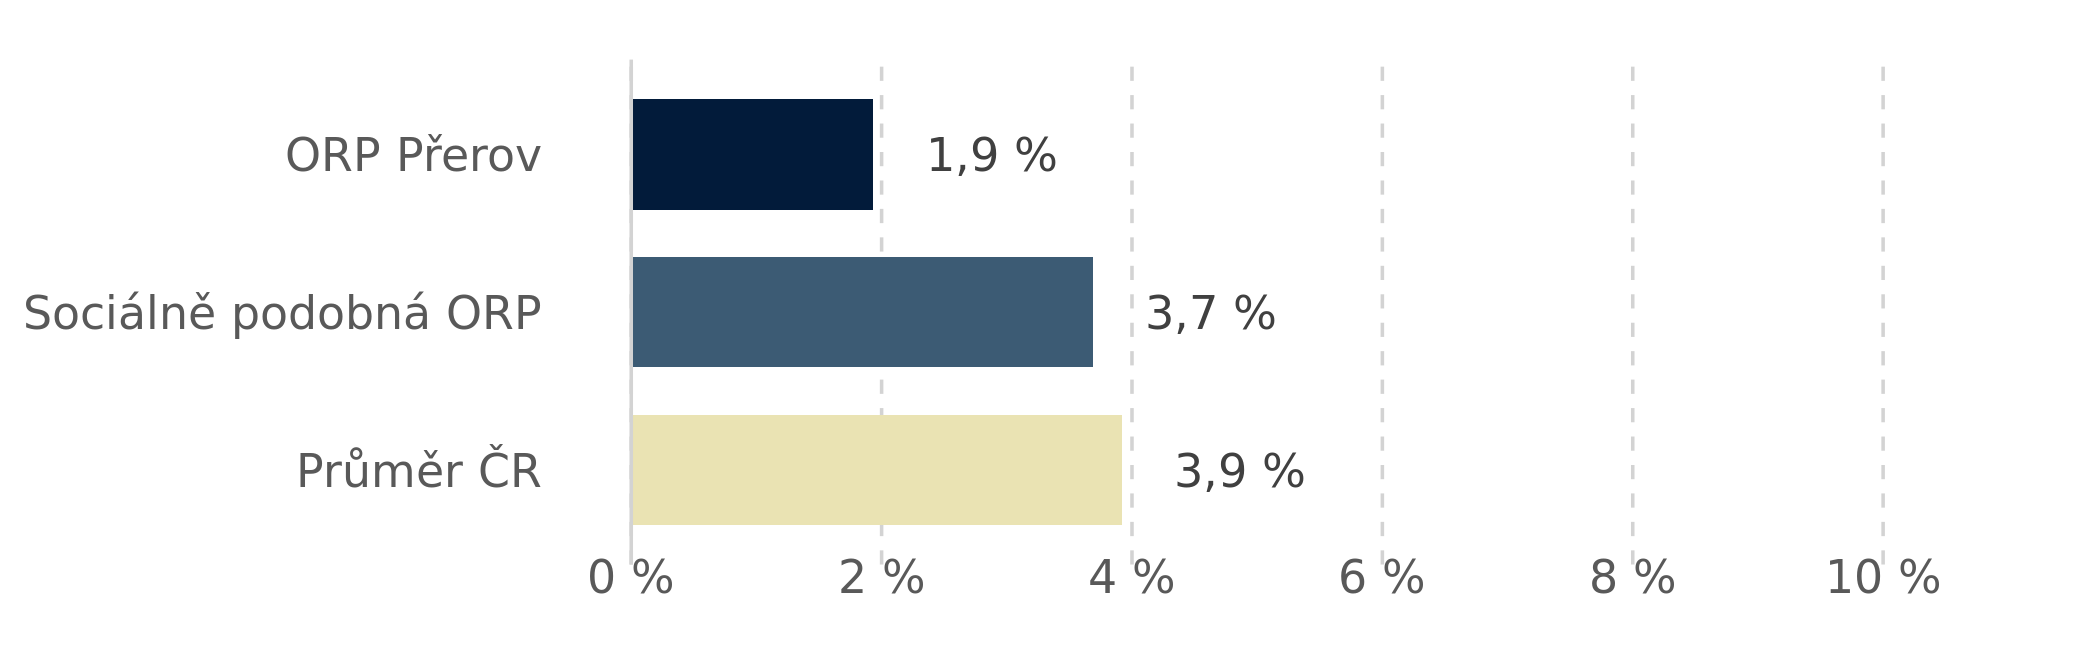 ORP Přerov
1,9 %
Sociálně podobná ORP
3,7 %
Průměr ČR
3,9 %
0 % 2 % 4 % 6 % 8 % 10 %